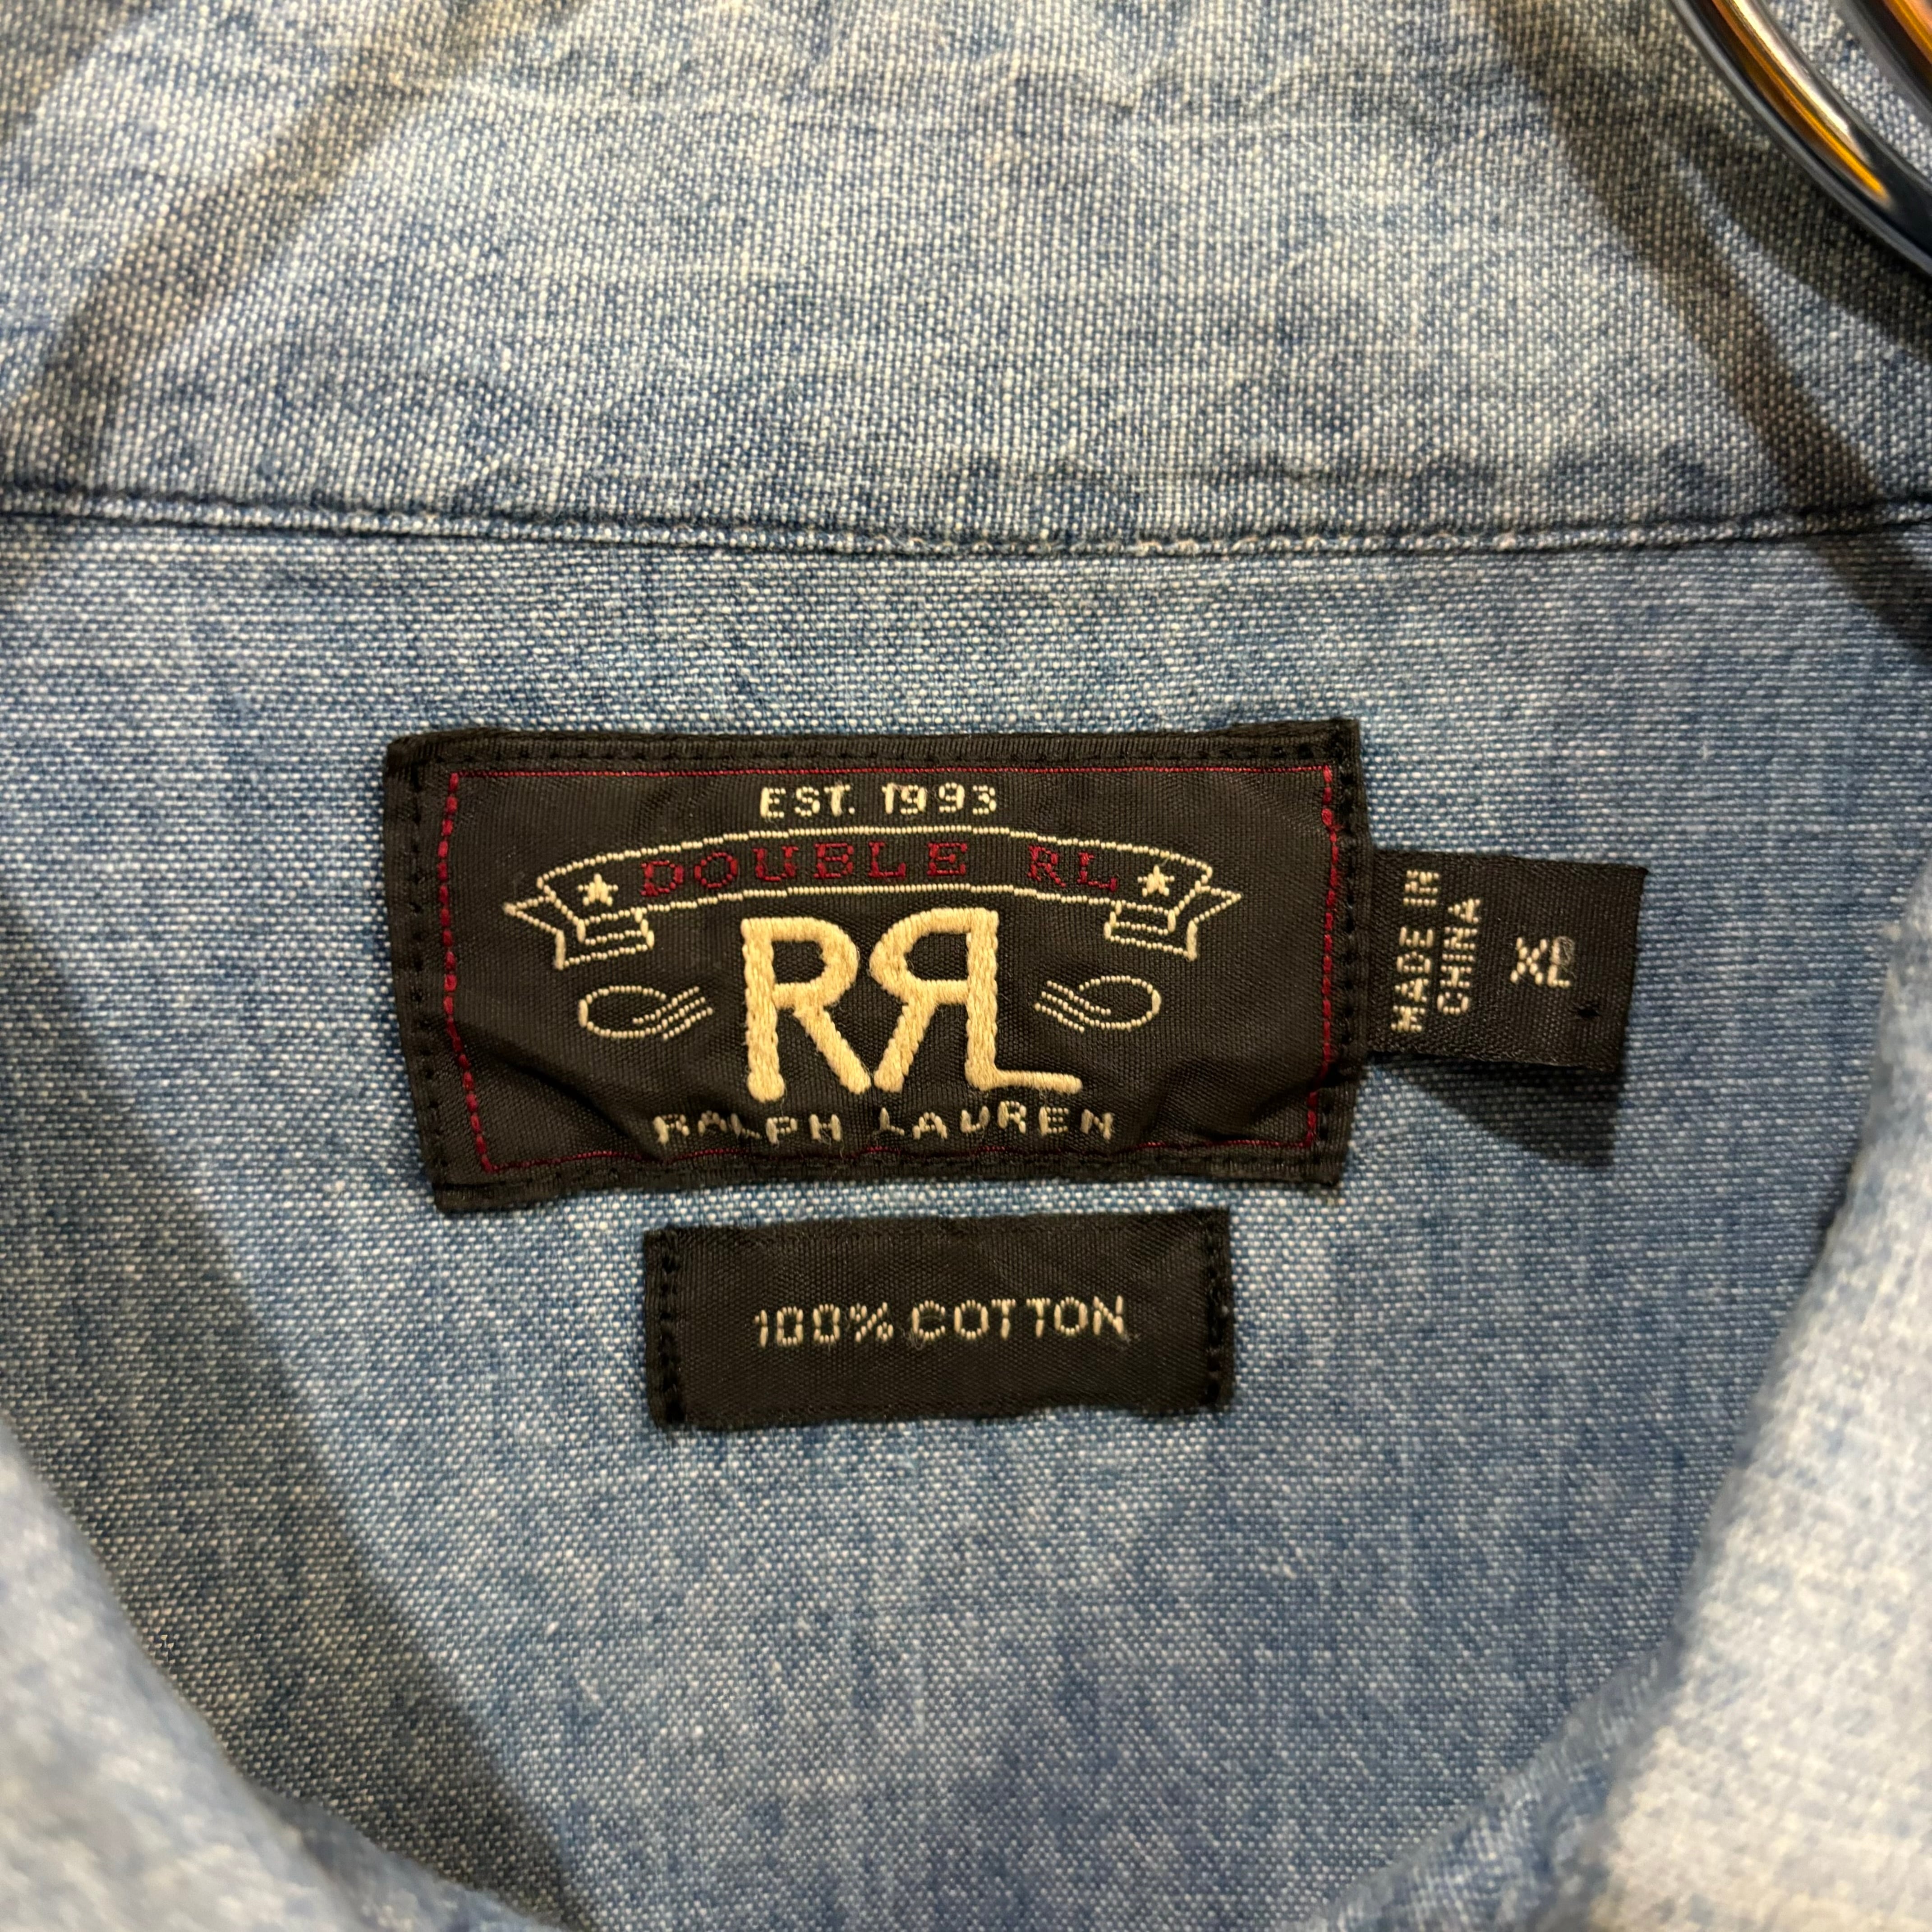 EST. 1993
DOUBLE RL
RRL
RALPH LAUREN
MADE IN
CHINA
XL
100% COTTON